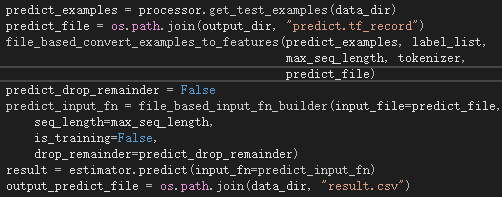 predict_examples = processor.get_test_examples(data_dir)
predict_file = os.path.join(output_dir, "predict.tf_record")
file_based_convert_examples_to_features(predict_examples, label_list,
max_seq_length, tokenizer,
predict_file)
predict_drop_remainder = False
predict_input_fn = file_based_input_fn_builder(input_file=predict_file,
seq_length=max_seq_length,
is_training=False,
drop_remainder=predict_drop_remainder)
result = estimator.predict(input_fn=predict_input_fn)
output_predict_file = os.path.join(data_dir, "result.csv")